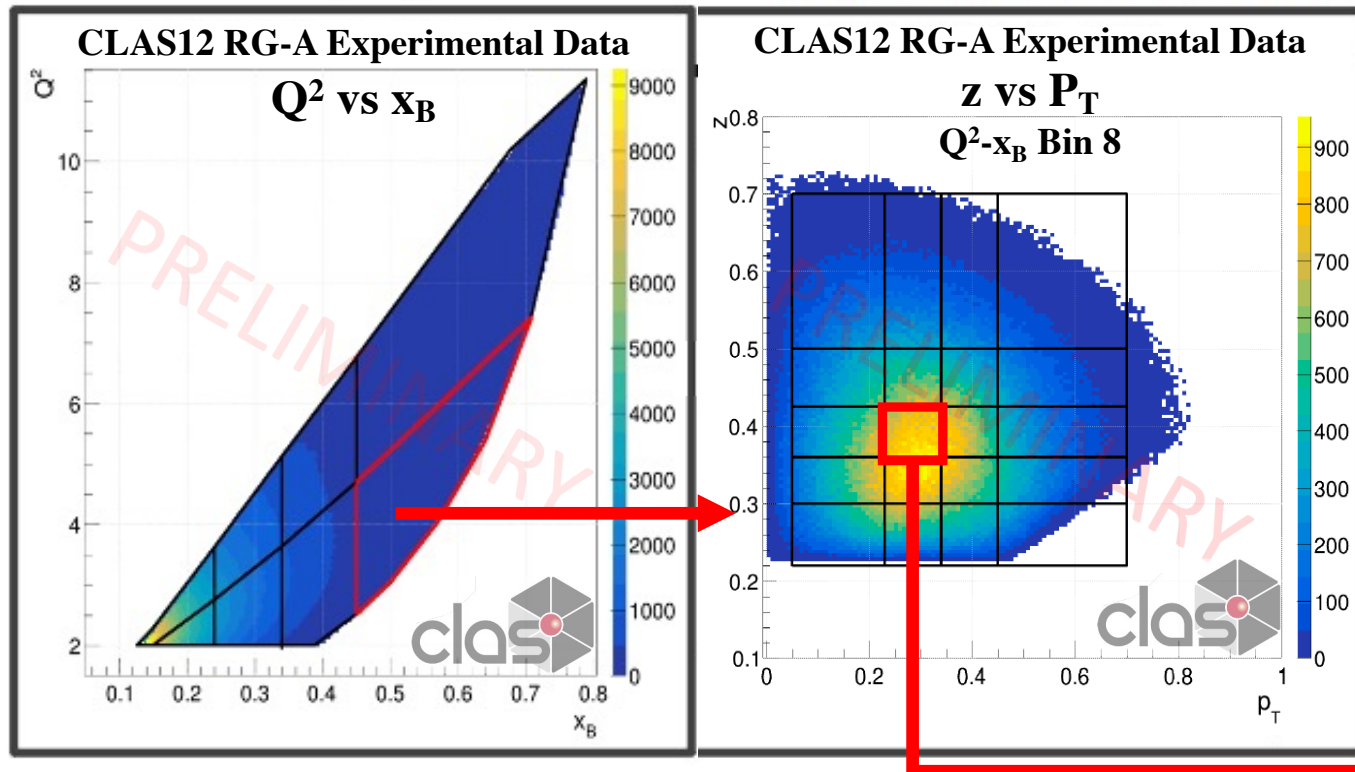 CLAS12 RG-A Experimental Data
Q² vs x_B
Q²
10
8
6
4
2
0.1 0.2 0.3 0.4 0.5 0.6 0.7 0.8
x_B
9000
8000
7000
6000
5000
4000
3000
2000
1000
0
PRELIMINARY
clas
CLAS12 RG-A Experimental Data
z vs P_T
Q²-x_B Bin 8
z
0.8
0.7
0.6
0.5
0.4
0.3
0.2
0.1
0 0.2 0.4 0.6 0.8 1
p_T
900
800
700
600
500
400
300
200
100
0
PRELIMINARY
clas